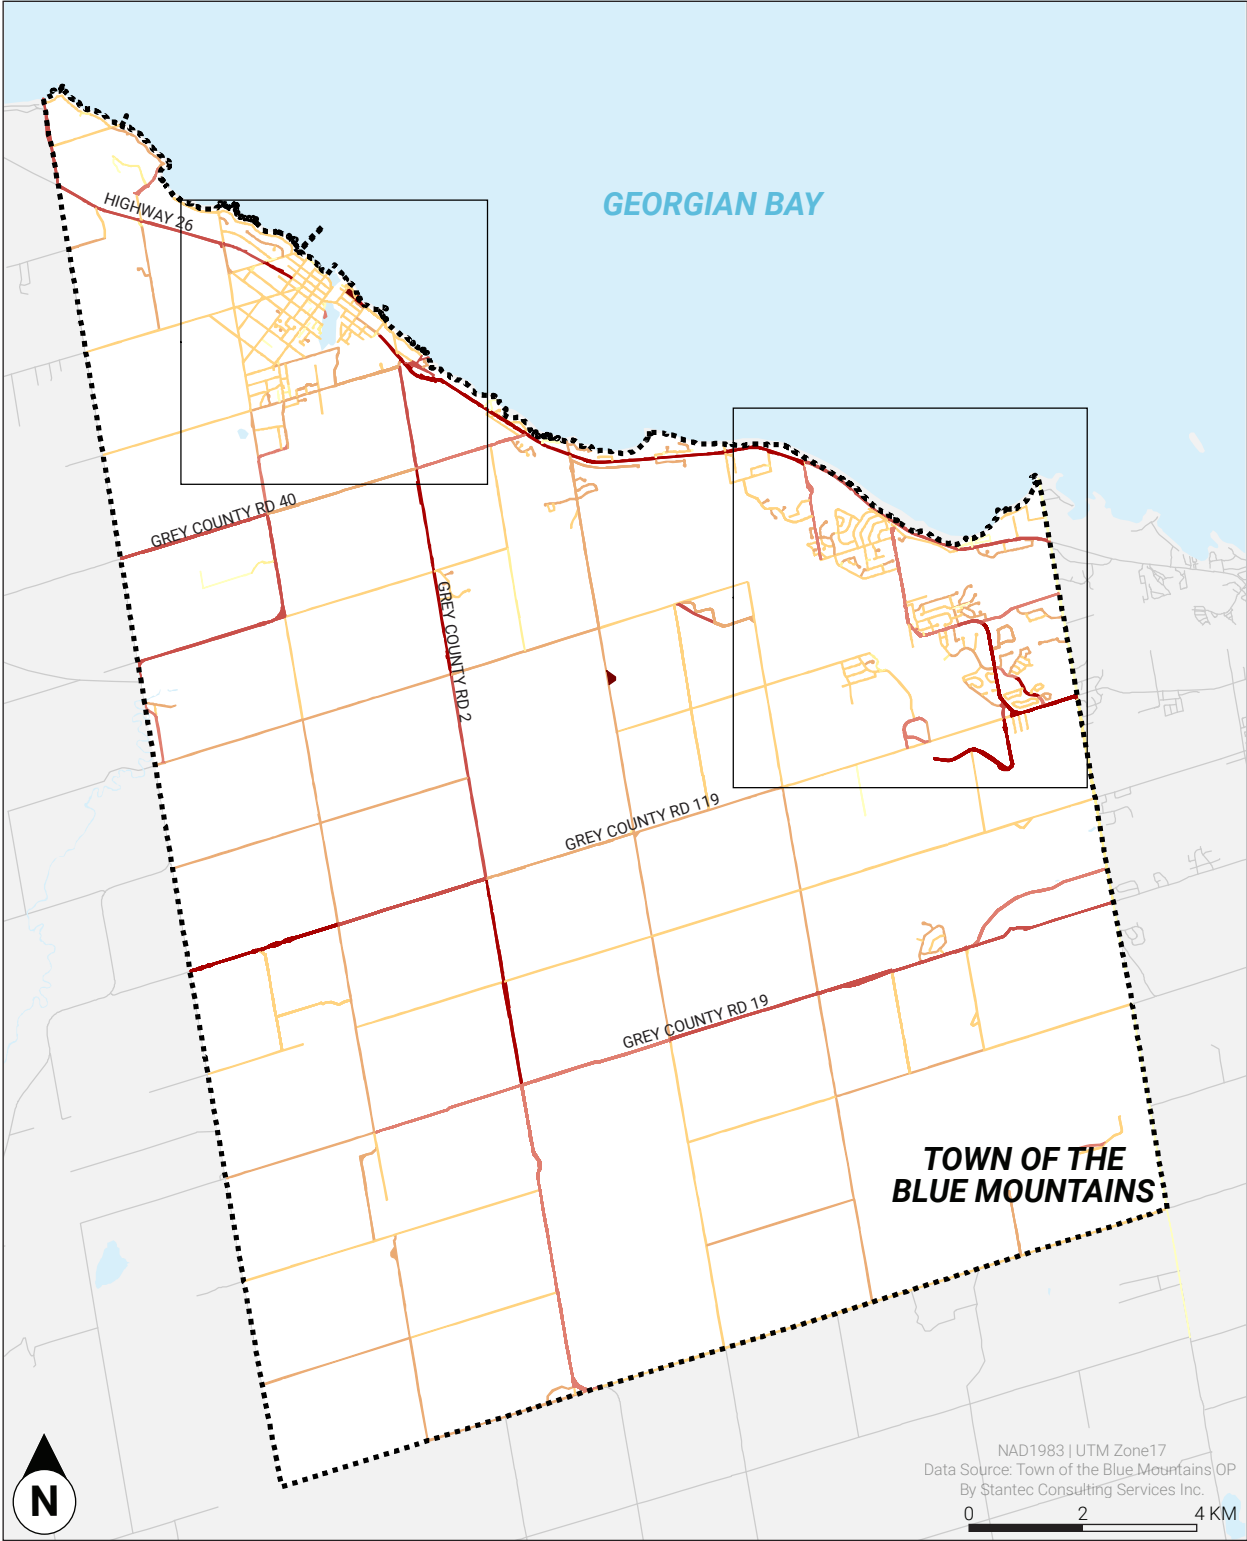 GEORGIAN BAY
HIGHWAY 26
GREY COUNTY RD 40
GREY COUNTY RD 2
GREY COUNTY RD 119
GREY COUNTY RD 19
TOWN OF THE
BLUE MOUNTAINS
NAD1983 | UTM Zone17
Data Source: Town of the Blue Mountains OP
By Stantec Consulting Services Inc.
0 2 4 KM
N